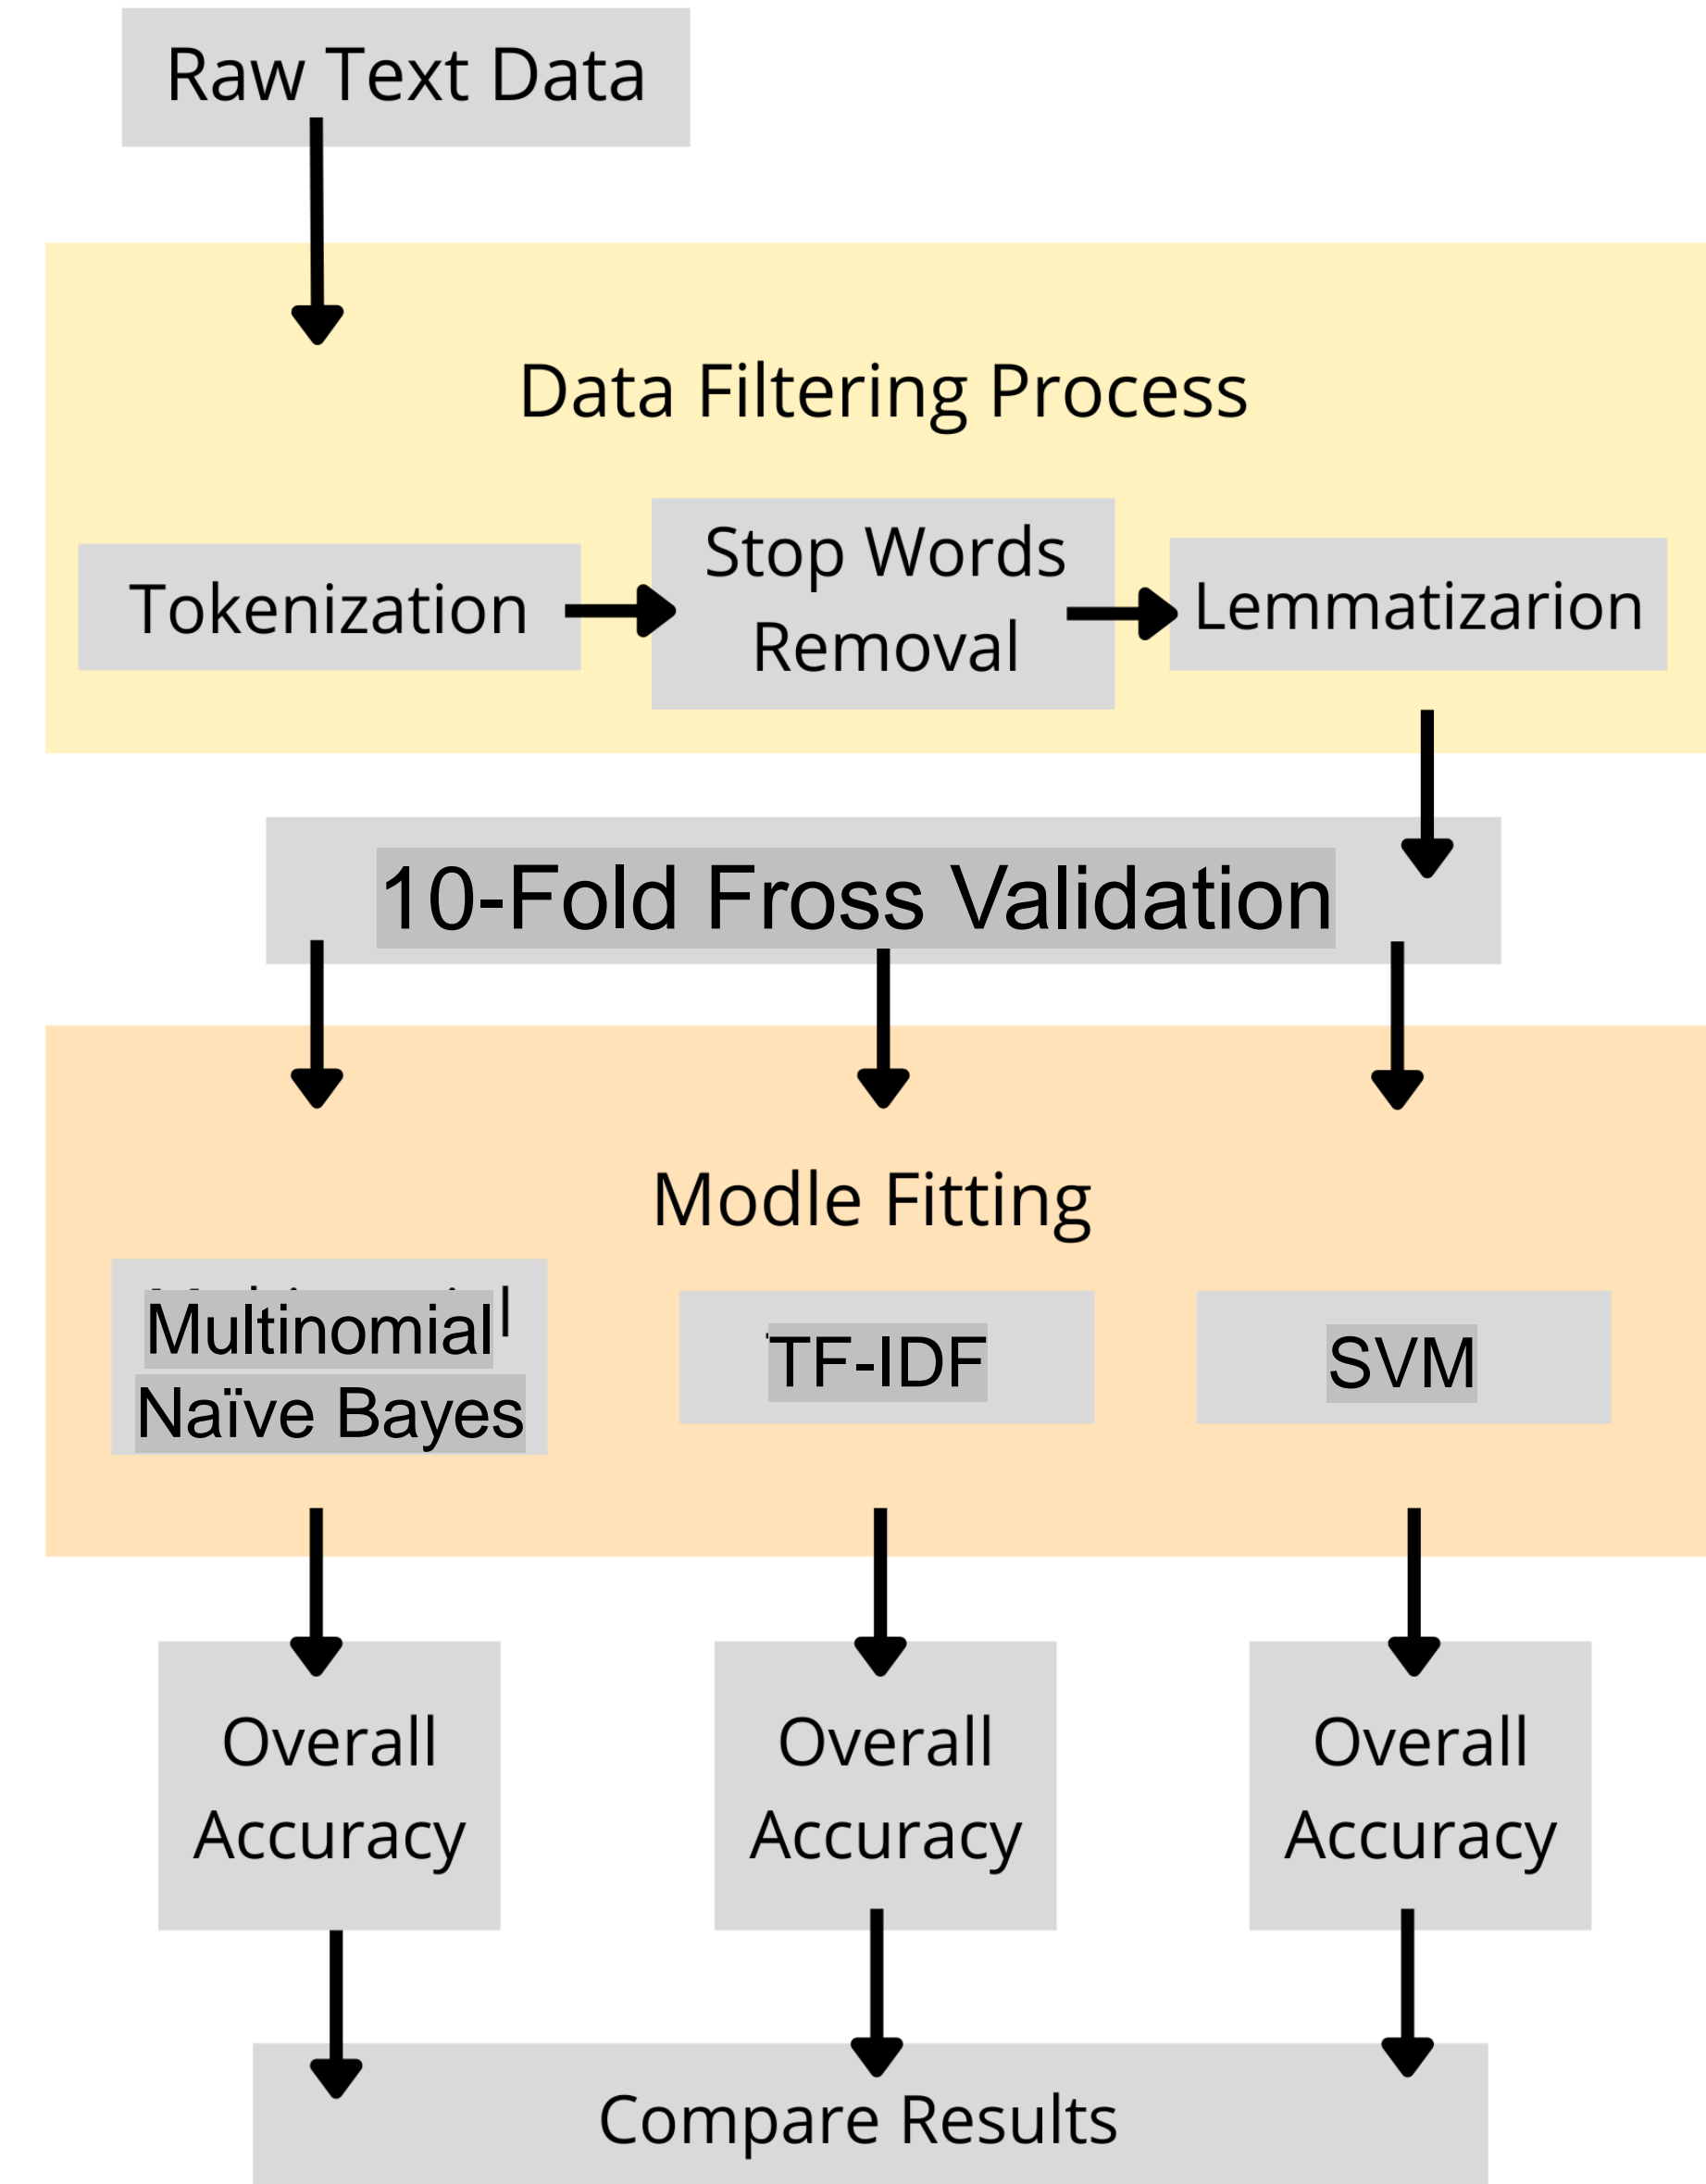 Raw Text Data
Data Filtering Process
Tokenization
Stop Words
Removal
Lemmatizarion
10-Fold Fross Validation
Modle Fitting
Multinomial
Naïve Bayes
TF-IDF
SVM
Overall
Accuracy
Overall
Accuracy
Overall
Accuracy
Compare Results